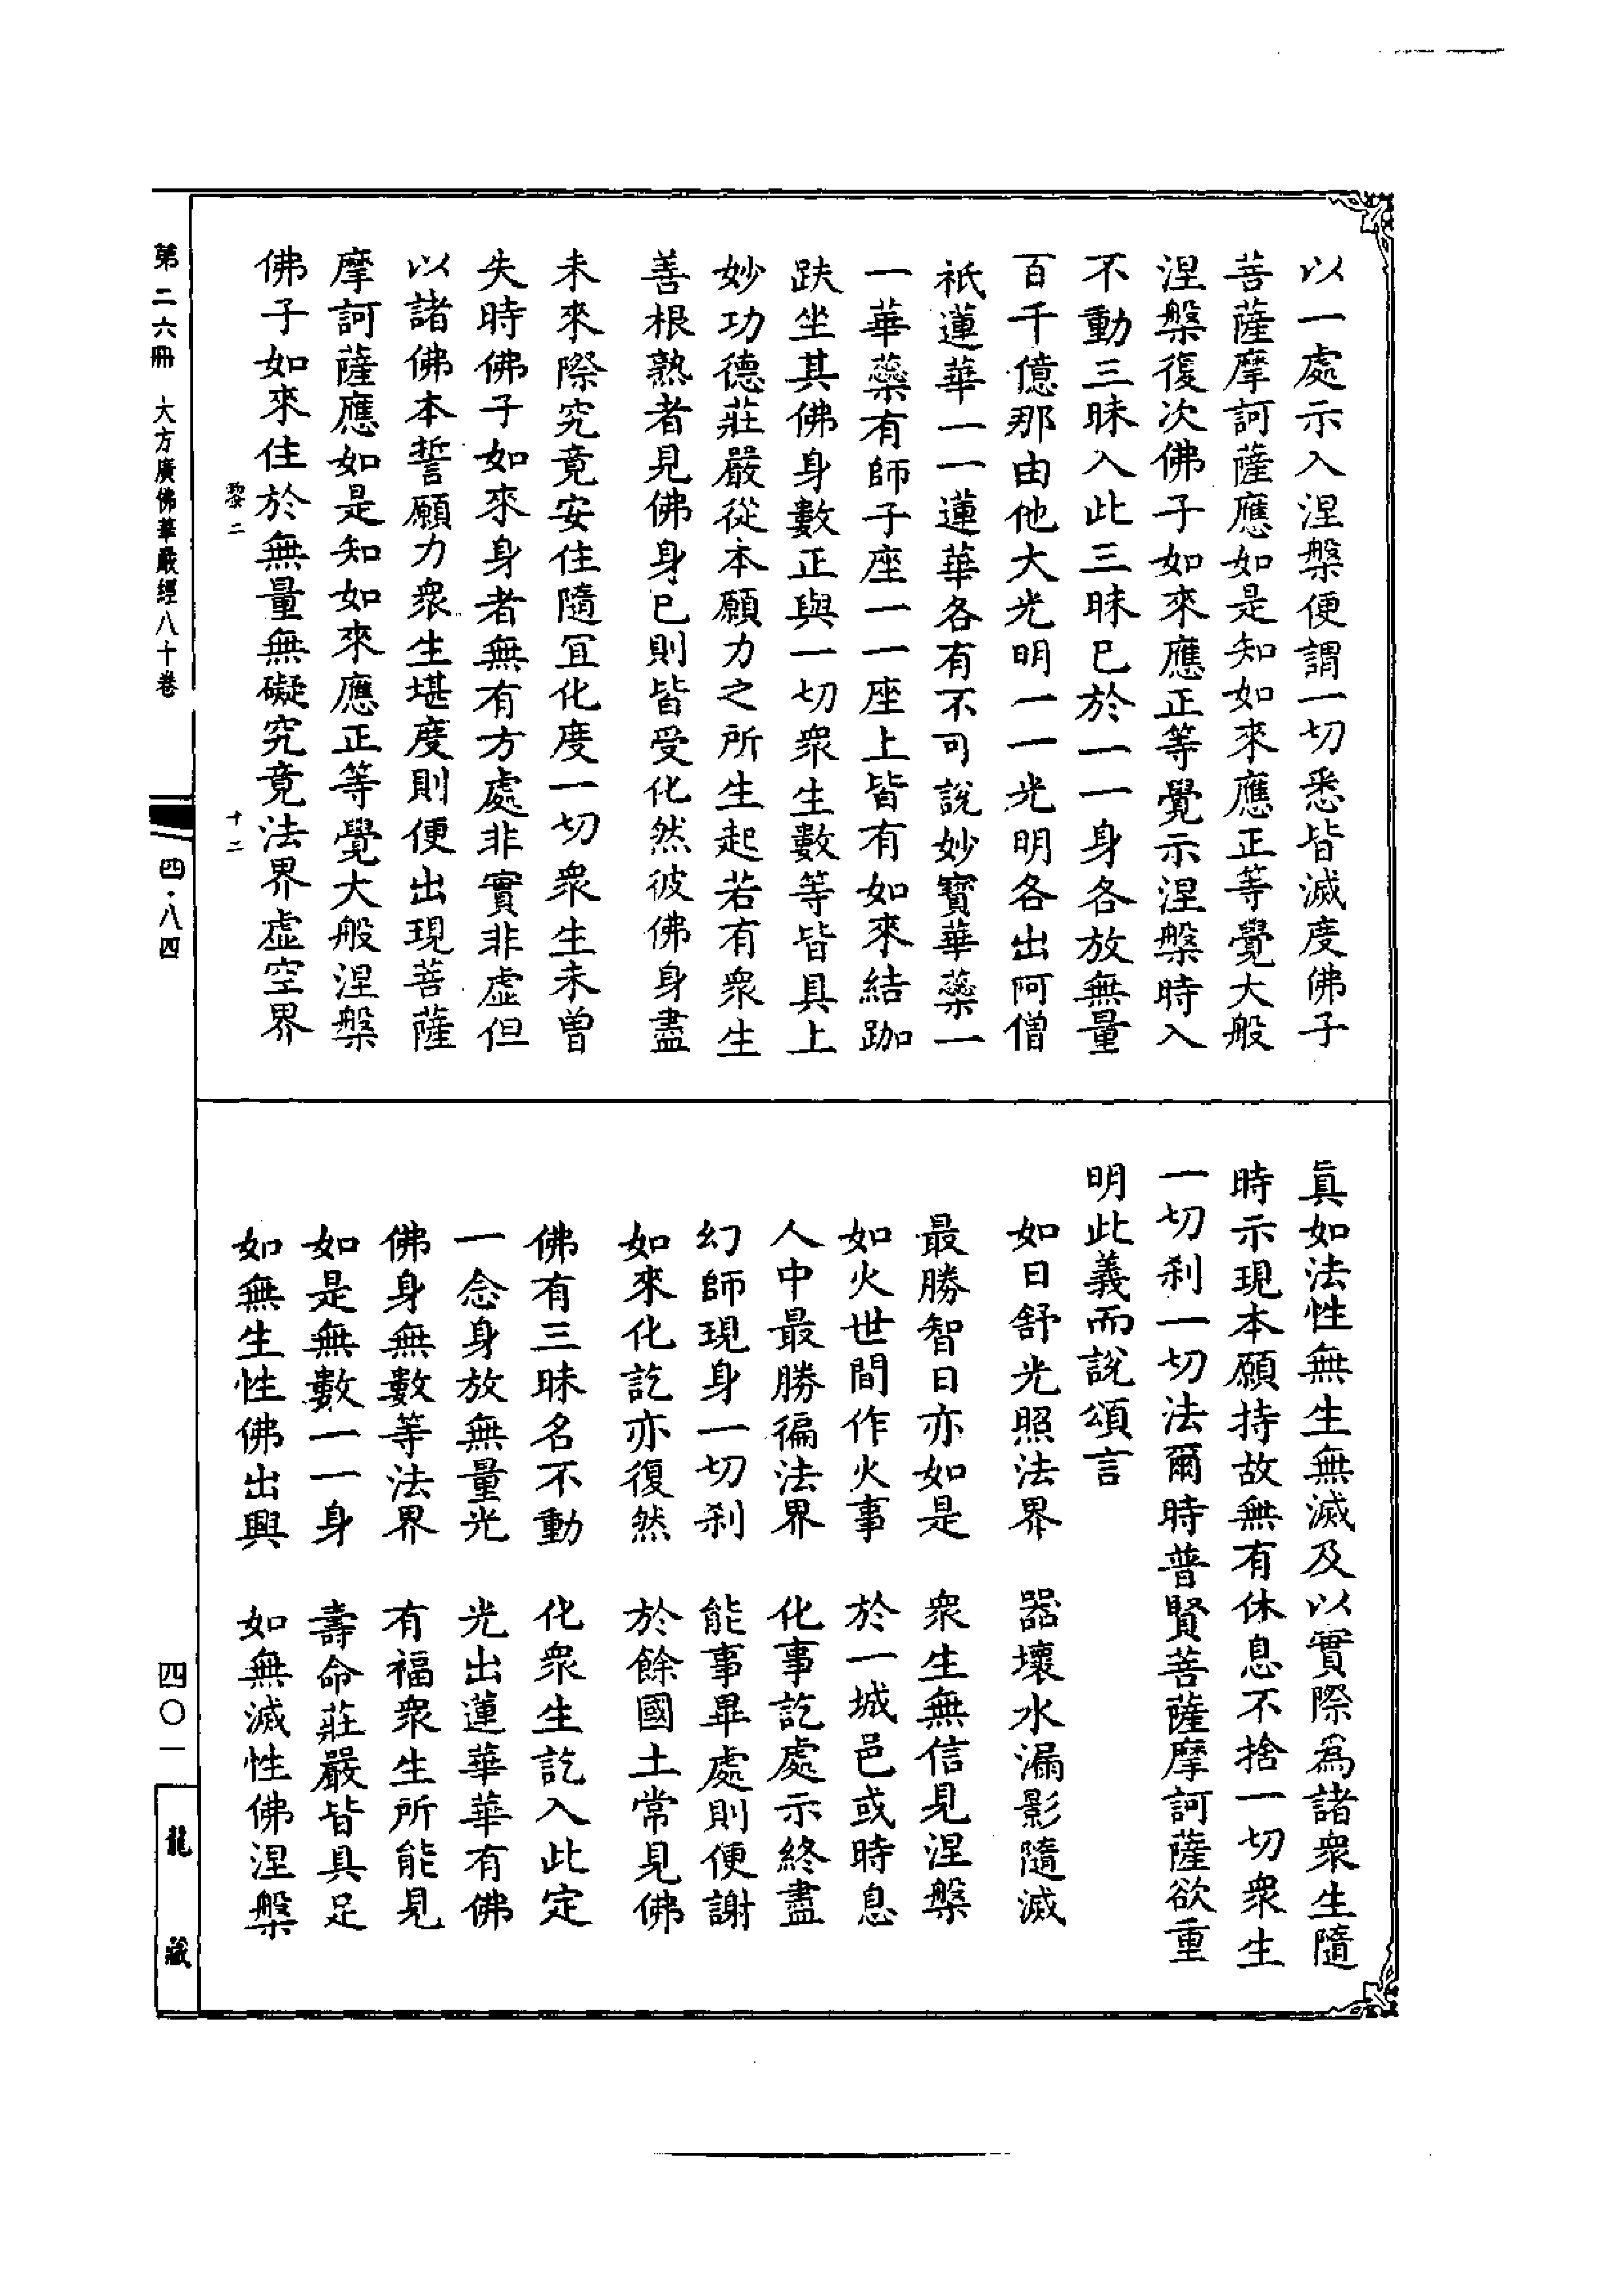 以一處示入涅槃便謂一切悉皆滅度佛子
菩薩摩訶薩應如是知如來應正等覺大般
涅槃復次佛子如來應正等覺示涅槃時入
不動三昧入此三昧已於一一身各放無量
百千億那由他大光明一一光明各出阿僧
祇蓮華一一蓮華各有不可說妙寶華蘂一
一華蘂有師子座一一座上皆有如來結跏
趺坐其佛身數正與一切衆生數等皆具上
妙功德莊嚴從本願力之所生起若有衆生
善根熟者見佛身已則皆受化然彼佛身盡
未來際究竟安住隨宜化度一切衆生未曾
失時佛子如來身者無有方處非實非虛但
以諸佛本誓願力衆生堪度則便出現菩薩
摩訶薩應如是知如來應正等覺大般涅槃
佛子如來住於無量無礙究竟法界虛空界
黎二 十二
眞如法性無生無滅及以實際爲諸衆生隨
時示現本願持故無有休息不捨一切衆生
一切刹一切法爾時普賢菩薩摩訶薩欲重
明此義而說頌言
如日舒光照法界 器壞水漏影隨滅
最勝智日亦如是 衆生無信見涅槃
如火世間作火事 於一城邑或時息
人中最勝徧法界 化事訖處示終盡
幻師現身一切刹 能事畢處則便謝
如來化訖亦復然 於餘國土常見佛
佛有三昧名不動 化衆生訖入此定
一念身放無量光 光出蓮華華有佛
佛身無數等法界 有福衆生所能見
如是無數一一身 壽命莊嚴皆具足
如無生性佛出興 如無滅性佛涅槃
第二六冊 大方廣佛華嚴經八十卷 四·八四 四〇一 龍藏